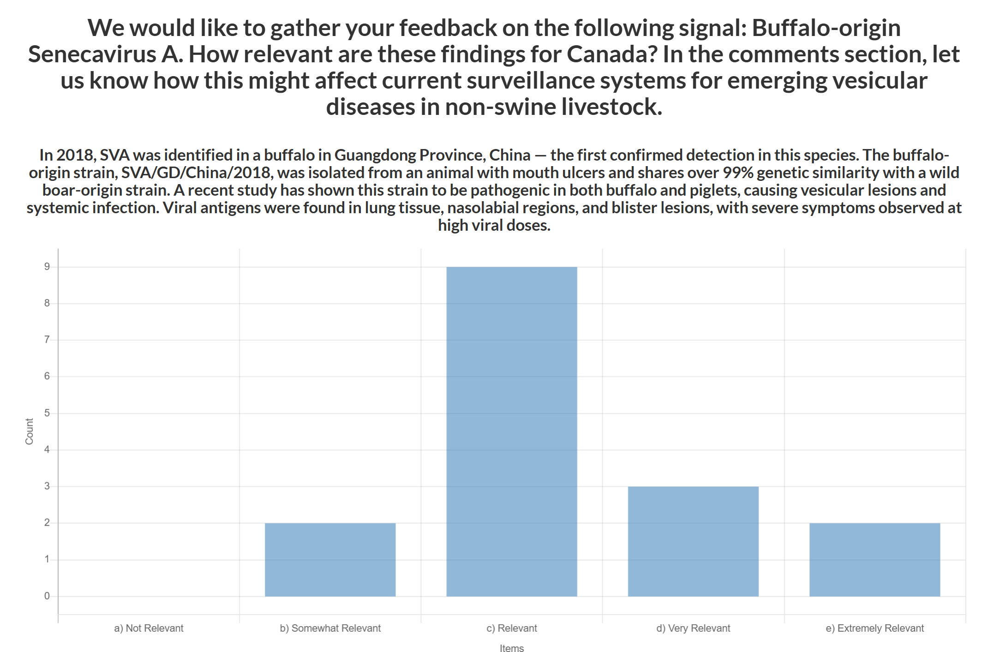 We would like to gather your feedback on the following signal: Buffalo-origin
Senecavirus A. How relevant are these findings for Canada? In the comments section, let
us know how this might affect current surveillance systems for emerging vesicular
diseases in non-swine livestock.
In 2018, SVA was identified in a buffalo in Guangdong Province, China — the first confirmed detection in this species. The buffalo-
origin strain, SVA/GD/China/2018, was isolated from an animal with mouth ulcers and shares over 99% genetic similarity with a wild
boar-origin strain. A recent study has shown this strain to be pathogenic in both buffalo and piglets, causing vesicular lesions and
systemic infection. Viral antigens were found in lung tissue, nasolabial regions, and blister lesions, with severe symptoms observed at
high viral doses.
9
8
7
6
5
4
3
2
1
0
Count
a) Not Relevant
b) Somewhat Relevant
c) Relevant
d) Very Relevant
e) Extremely Relevant
Items